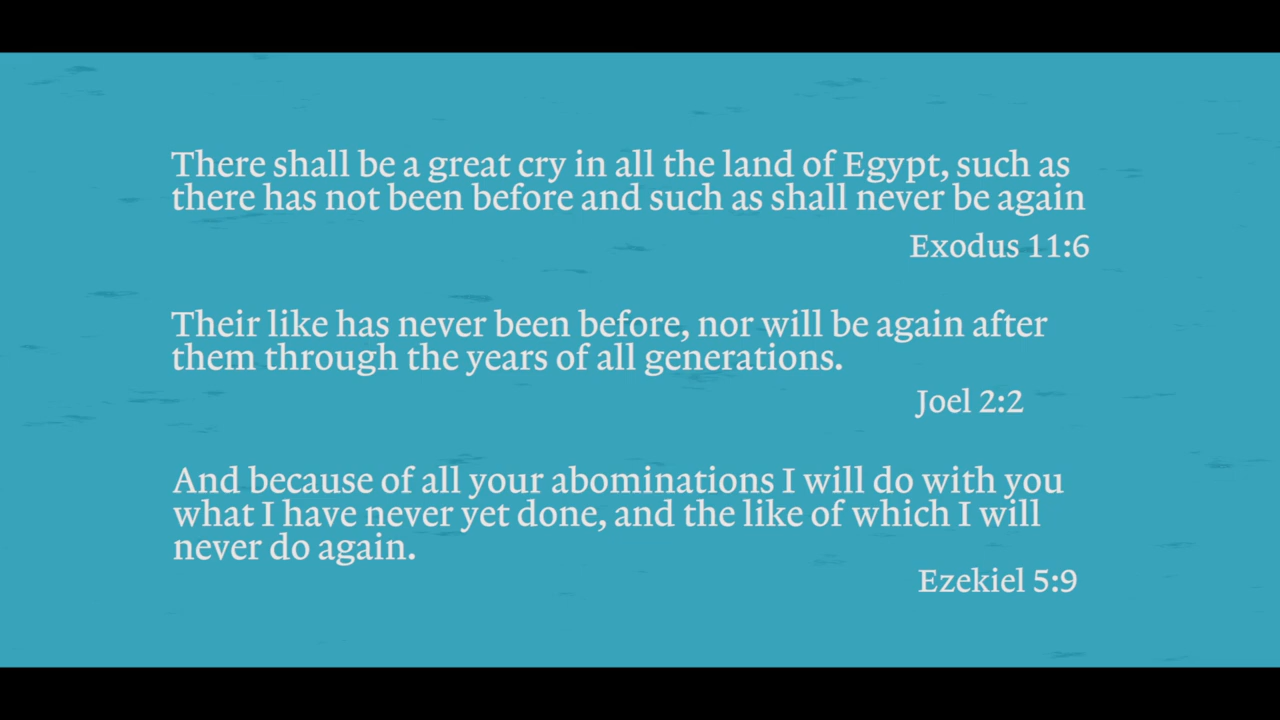 There shall be a great cry in all the land of Egypt, such as
there has not been before and such as shall never be again
Exodus 11:6
Their like has never been before, nor will be again after
them through the years of all generations.
Joel 2:2
And because of all your abominations I will do with you
what I have never yet done, and the like of which I will
never do again.
Ezekiel 5:9